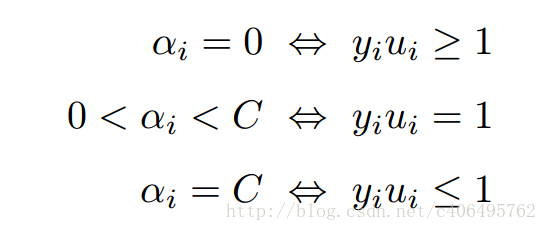 αᵢ = 0 ⇔ yᵢuᵢ ≥ 1
0 < αᵢ < C ⇔ yᵢuᵢ = 1
αᵢ = C ⇔ yᵢuᵢ ≤ 1
http://blog.csdn.net/c406495762